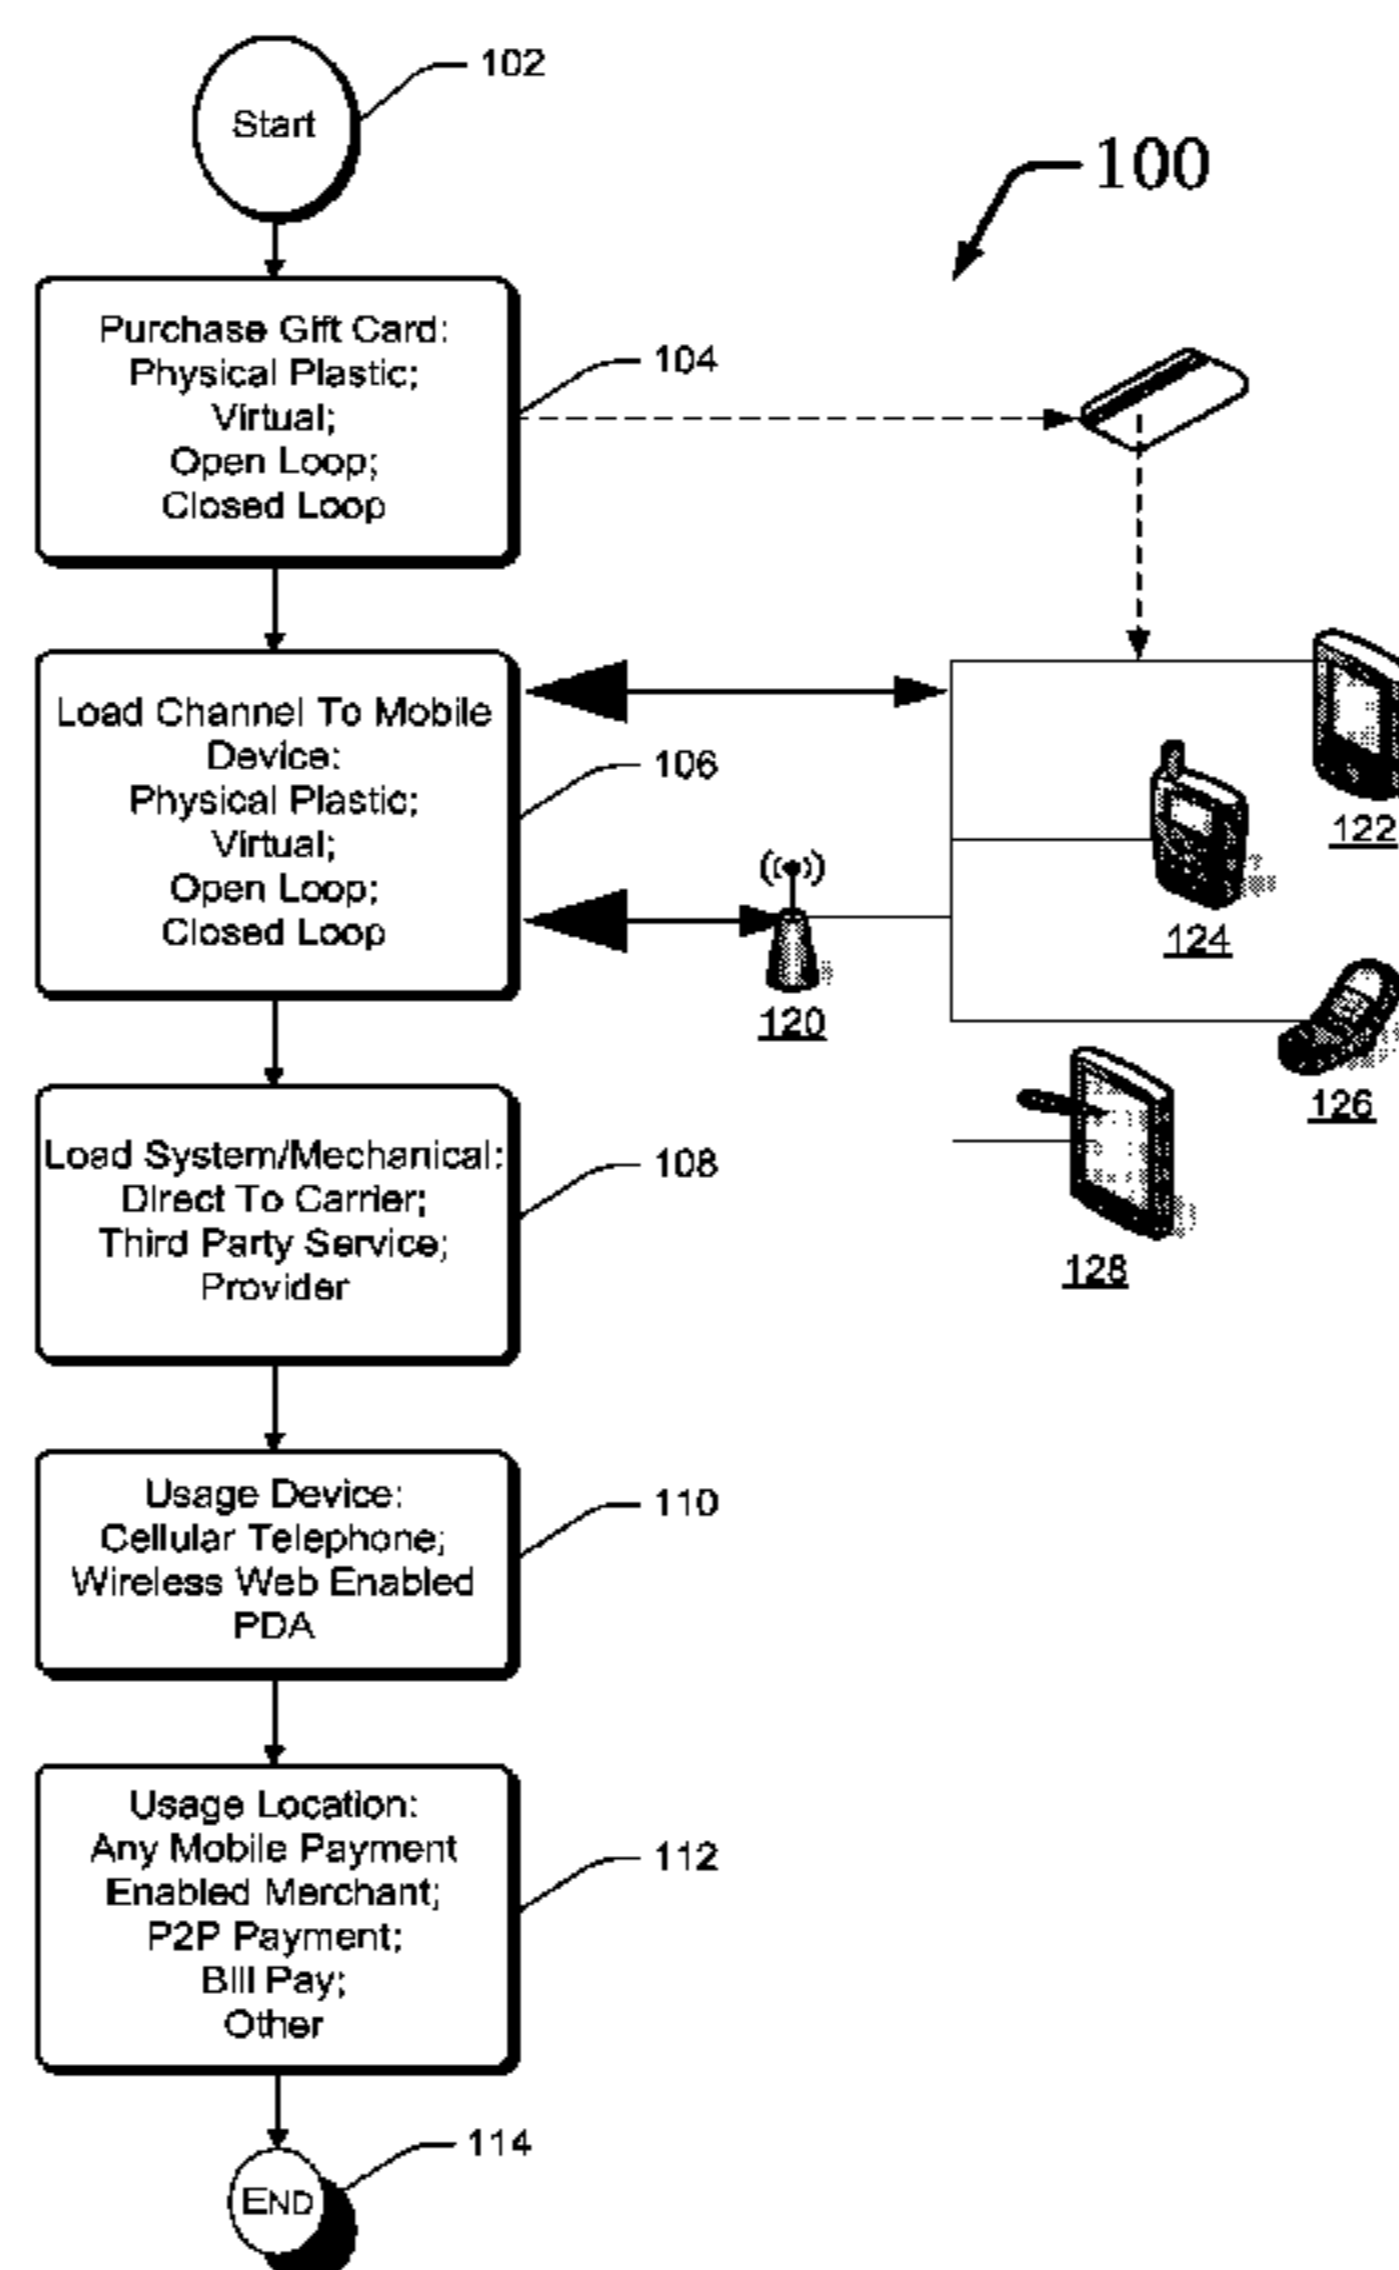 102
Start
100
Purchase Gift Card:
Physical Plastic;
Virtual;
Open Loop;
Closed Loop
104
Load Channel To Mobile
Device:
Physical Plastic;
Virtual;
Open Loop;
Closed Loop
106
122
124
120
126
Load System/Mechanical:
Direct To Carrier;
Third Party Service;
Provider
108
128
Usage Device:
Cellular Telephone;
Wireless Web Enabled
PDA
110
Usage Location:
Any Mobile Payment
Enabled Merchant;
P2P Payment;
Bill Pay;
Other
112
114
END